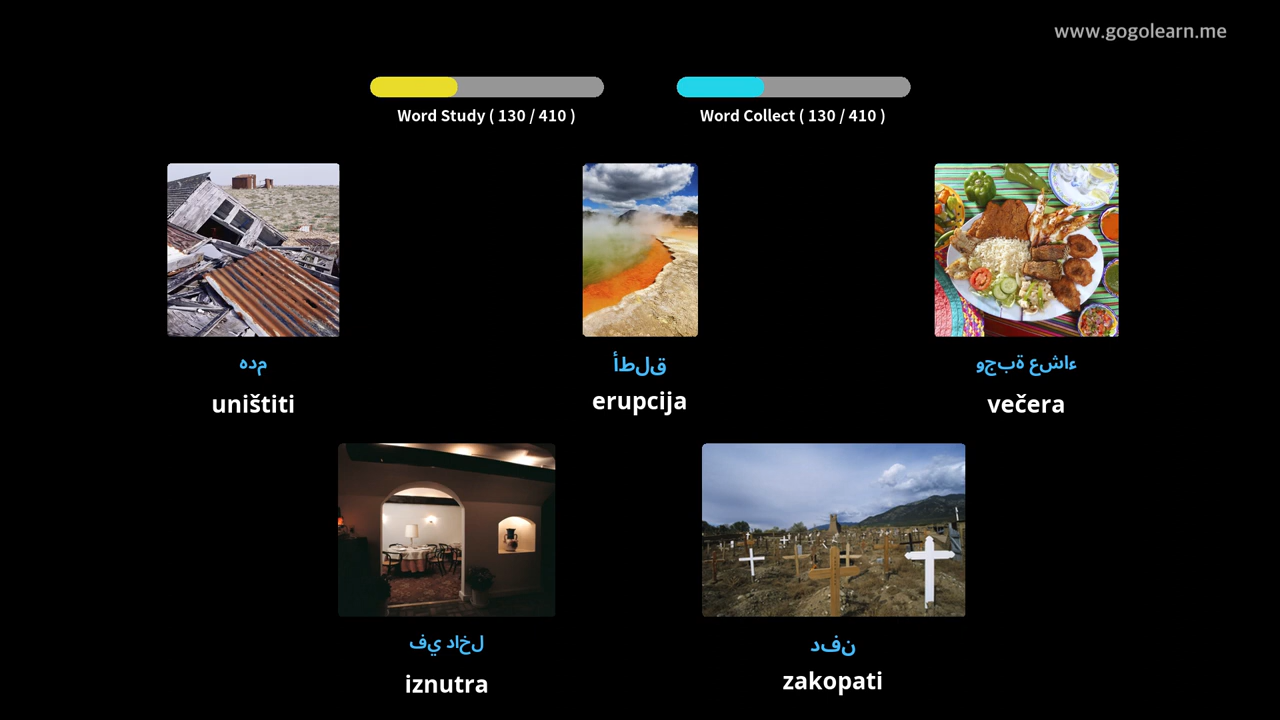 www.gogolearn.me
Word Study ( 130 / 410 )
Word Collect ( 130 / 410 )
مده
قلطأ
ءاشع ةبجو
uništiti
erupcija
večera
لخاد يف
نفد
iznutra
zakopati